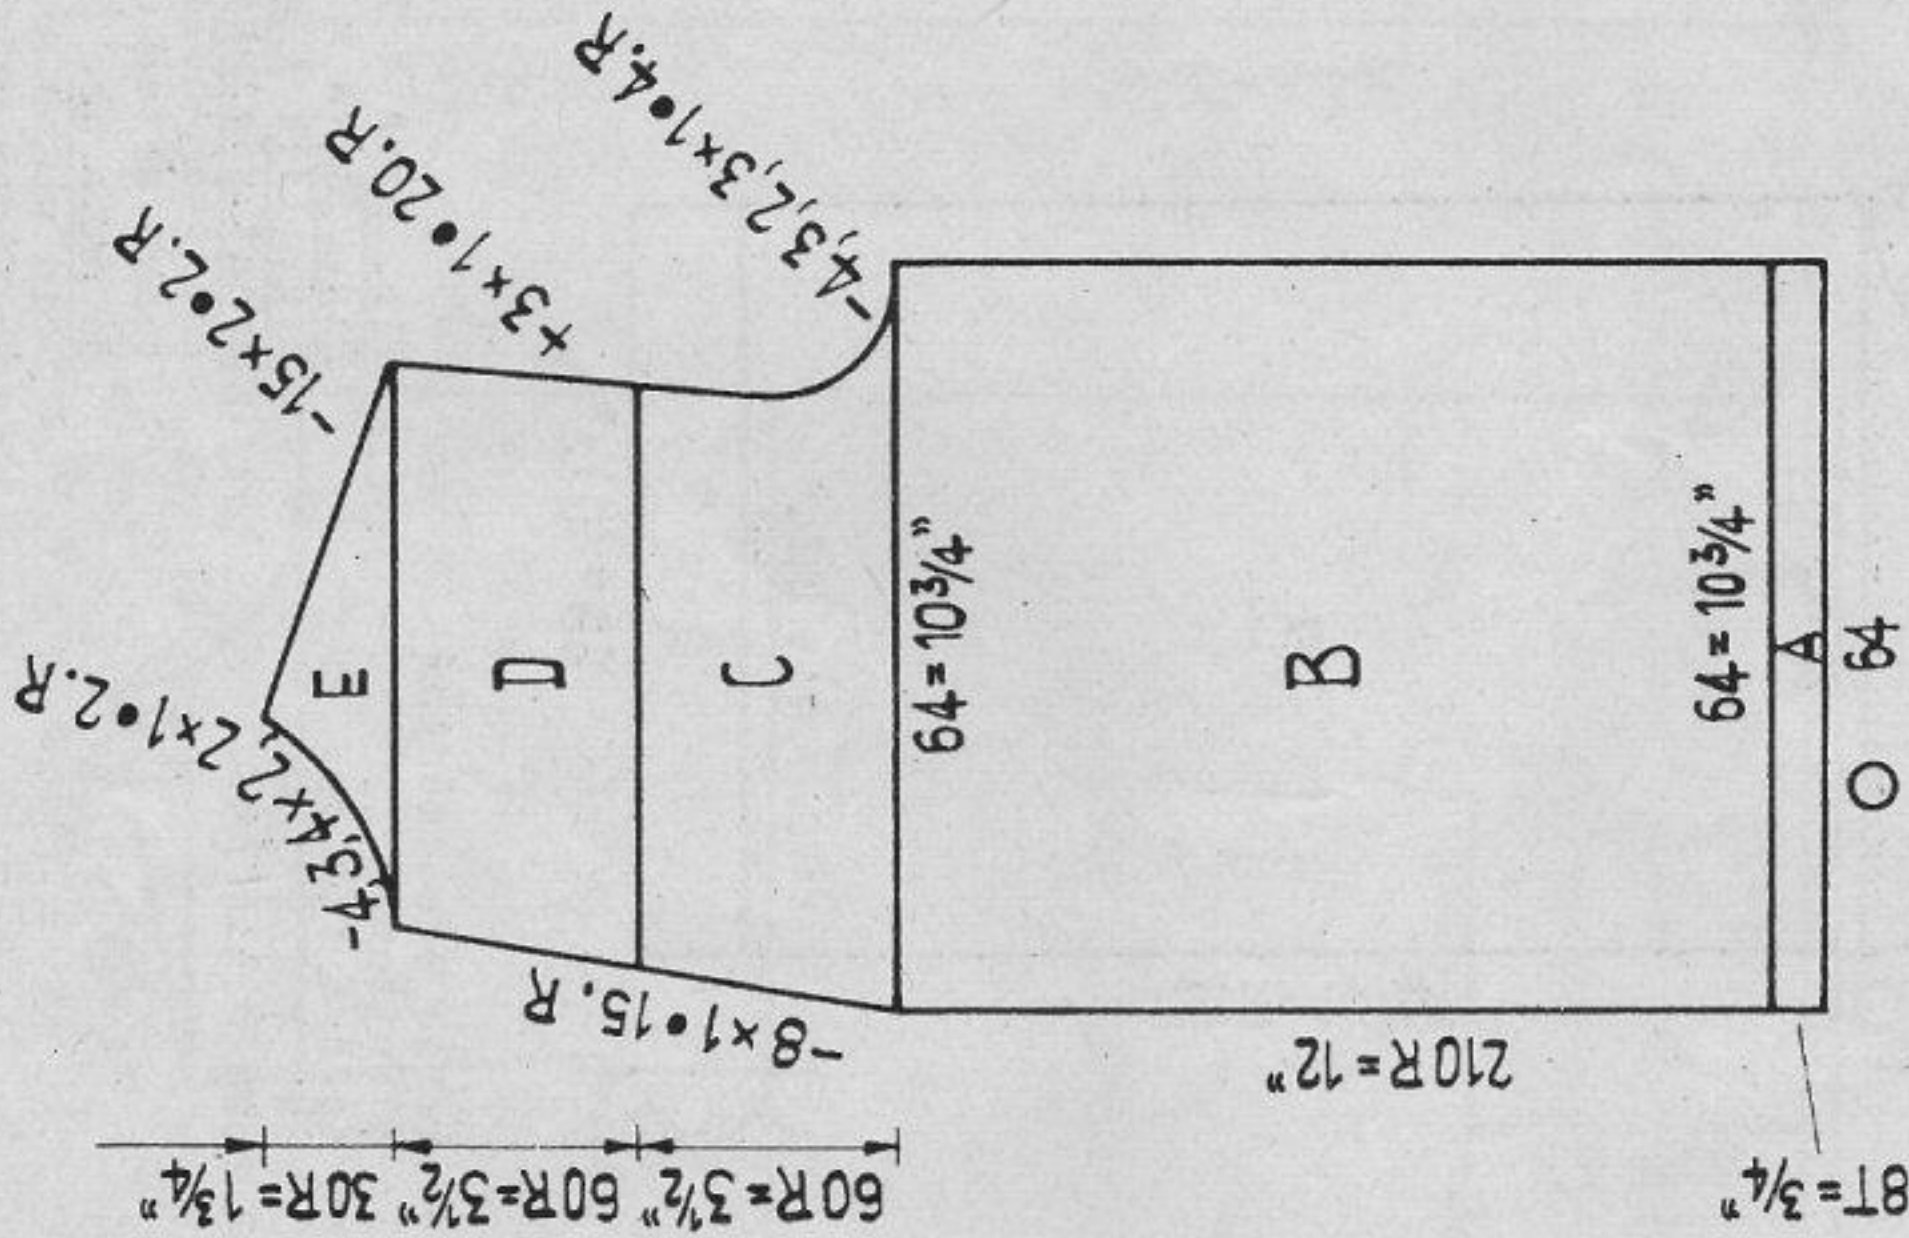 -15×2•2.R
+3×1•20.R
-4,3,2,3×1•4.R
-4,3,4×2,2×1•2.R
E
D
C
-8×1•15.R
64=10¾"
B
64=10¾"
210R=12"
A
O 64
60R=3½" 60R=3½" 30R=1¾"
8T=¾"